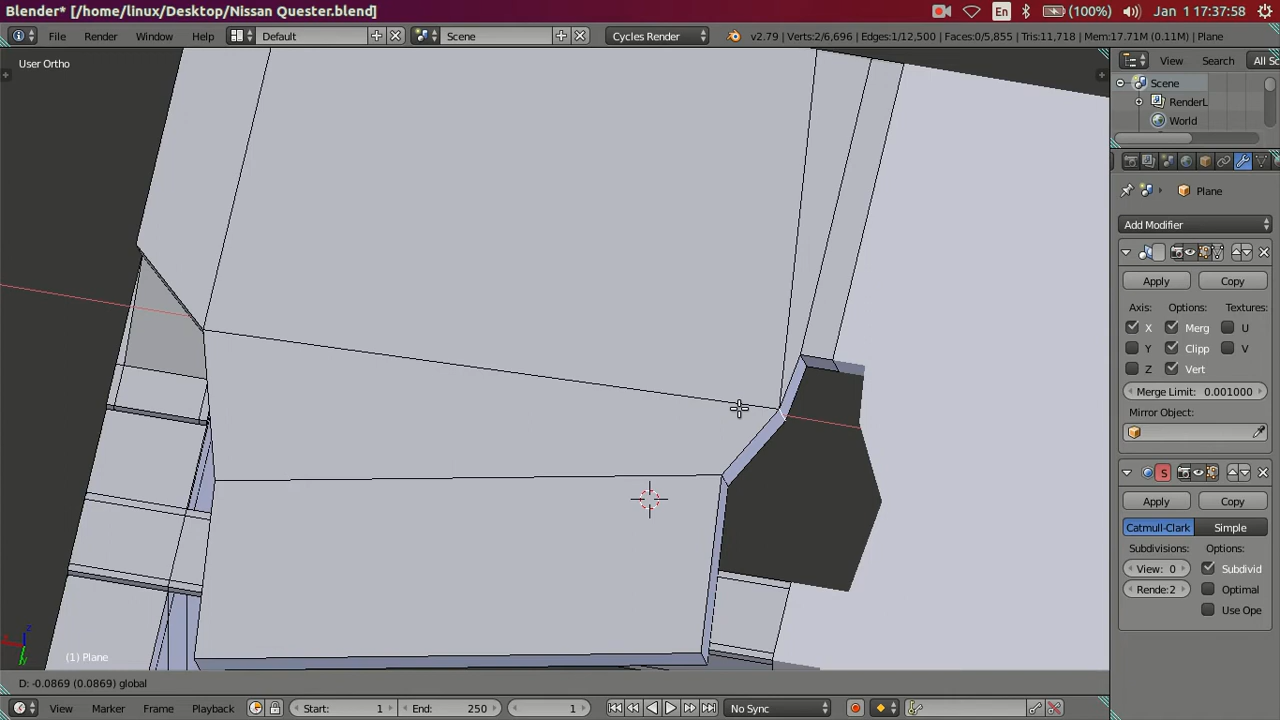 Blender* [/home/linux/Desktop/Nissan Quester.blend]
En
(100%)
Jan 1 17:37:58
File Render Window Help
Default
Scene
Cycles Render
v2.79 | Verts:2/6,696 | Edges:1/12,500 | Faces:0/5,855 | Tris:11,718 | Mem:17.71M (0.11M) | Plane
User Ortho
View Search All Sc
Scene
RenderL
World
Plane
Add Modifier
Apply Copy
Axis: Options: Textures:
X Merg U
Y Clipp V
Z Vert
Merge Limit: 0.001000
Mirror Object:
S
Apply Copy
Catmull-Clark Simple
Subdivisions: Options:
View: 0 Subdivid
Rende:2 Optimal
Use Ope
x
z
y
(1) Plane
D: -0.0869 (0.0869) global
View Marker Frame Playback
Start: 1
End: 250
1
No Sync